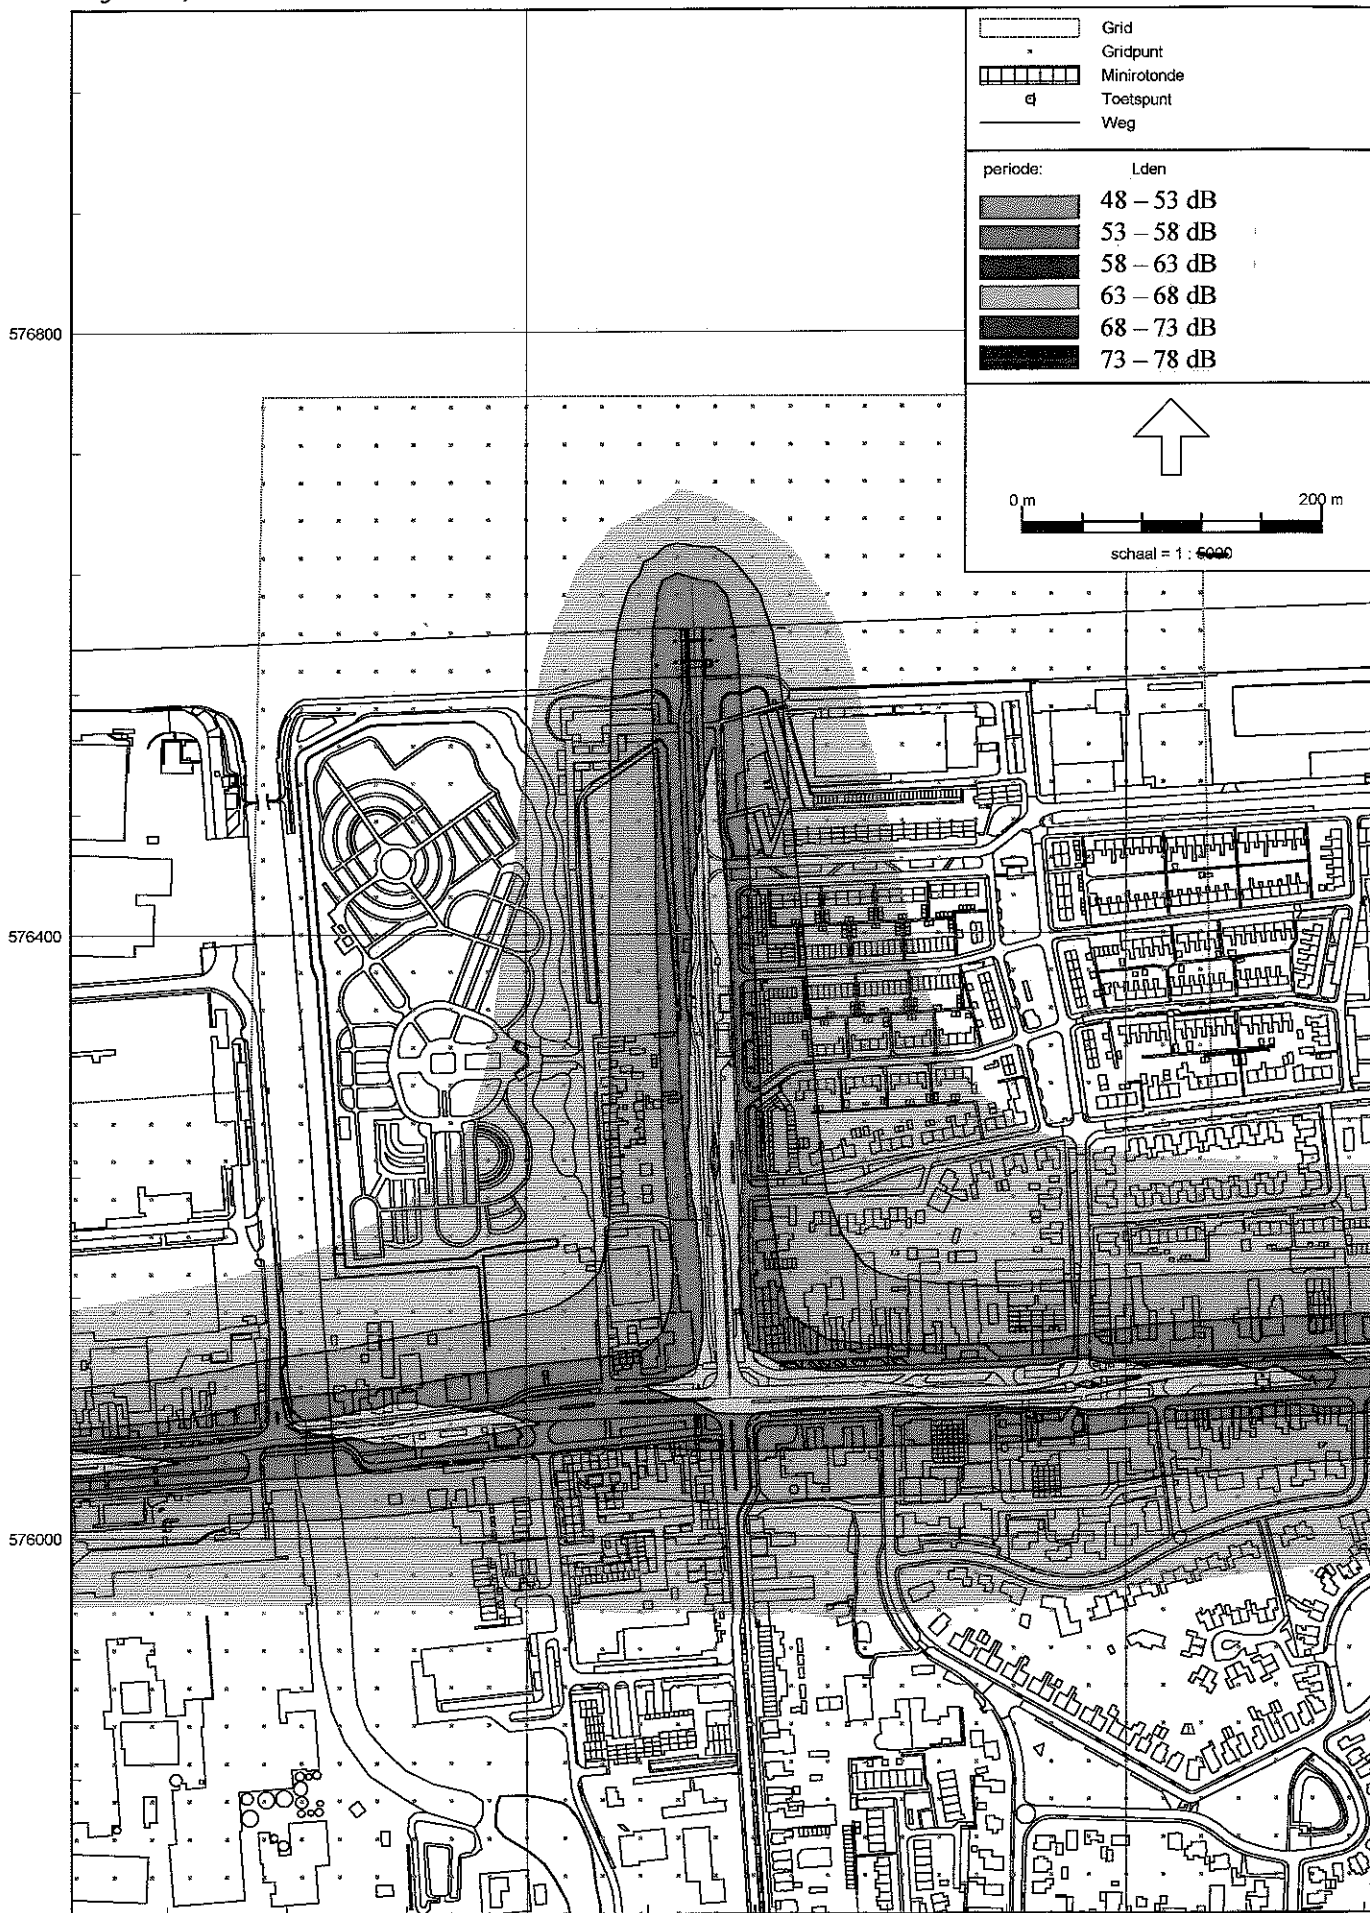 Grid
Gridpunt
Minirotonde
Toetspunt
Weg
periode: Lden
48 – 53 dB
53 – 58 dB
58 – 63 dB
63 – 68 dB
68 – 73 dB
73 – 78 dB
576800
0 m 200 m
schaal = 1 : 5000
576400
576000